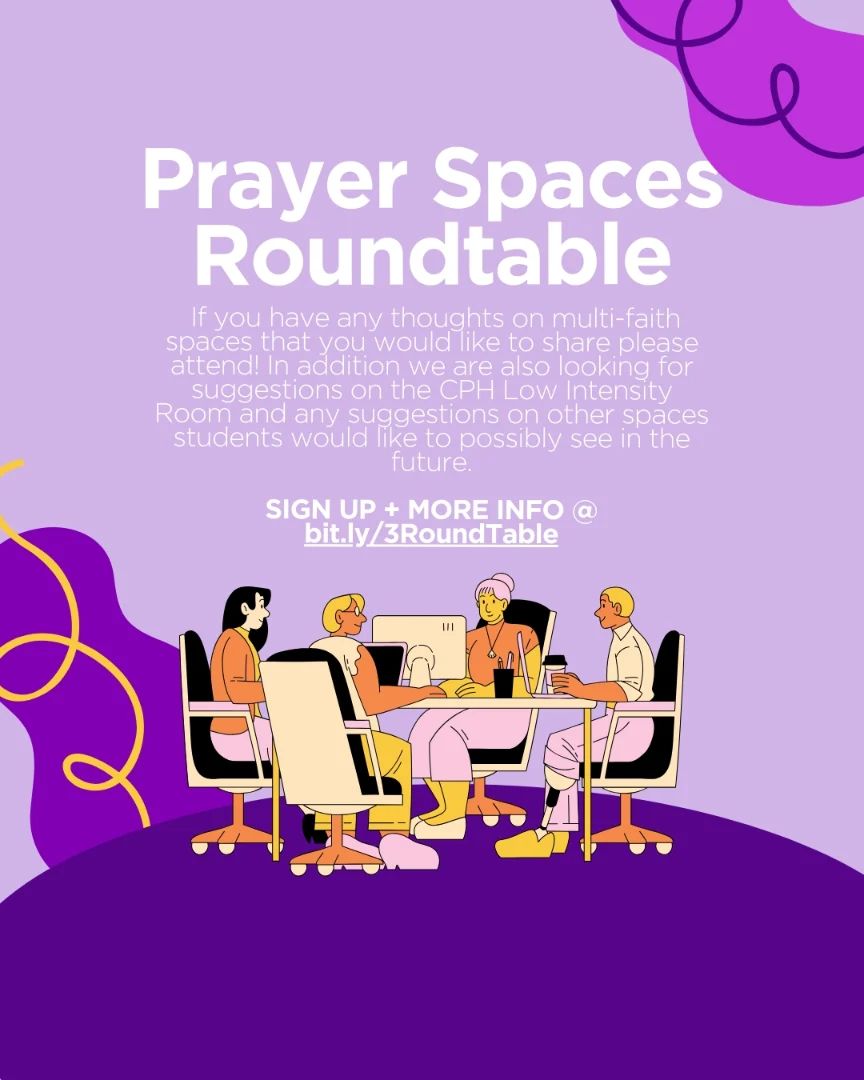 Prayer Spaces
Roundtable
If you have any thoughts on multi-faith
spaces that you would like to share please
attend! In addition we are also looking for
suggestions on the CPH Low Intensity
Room and any suggestions on other spaces
students would like to possibly see in the
future.
SIGN UP + MORE INFO @
bit.ly/3RoundTable